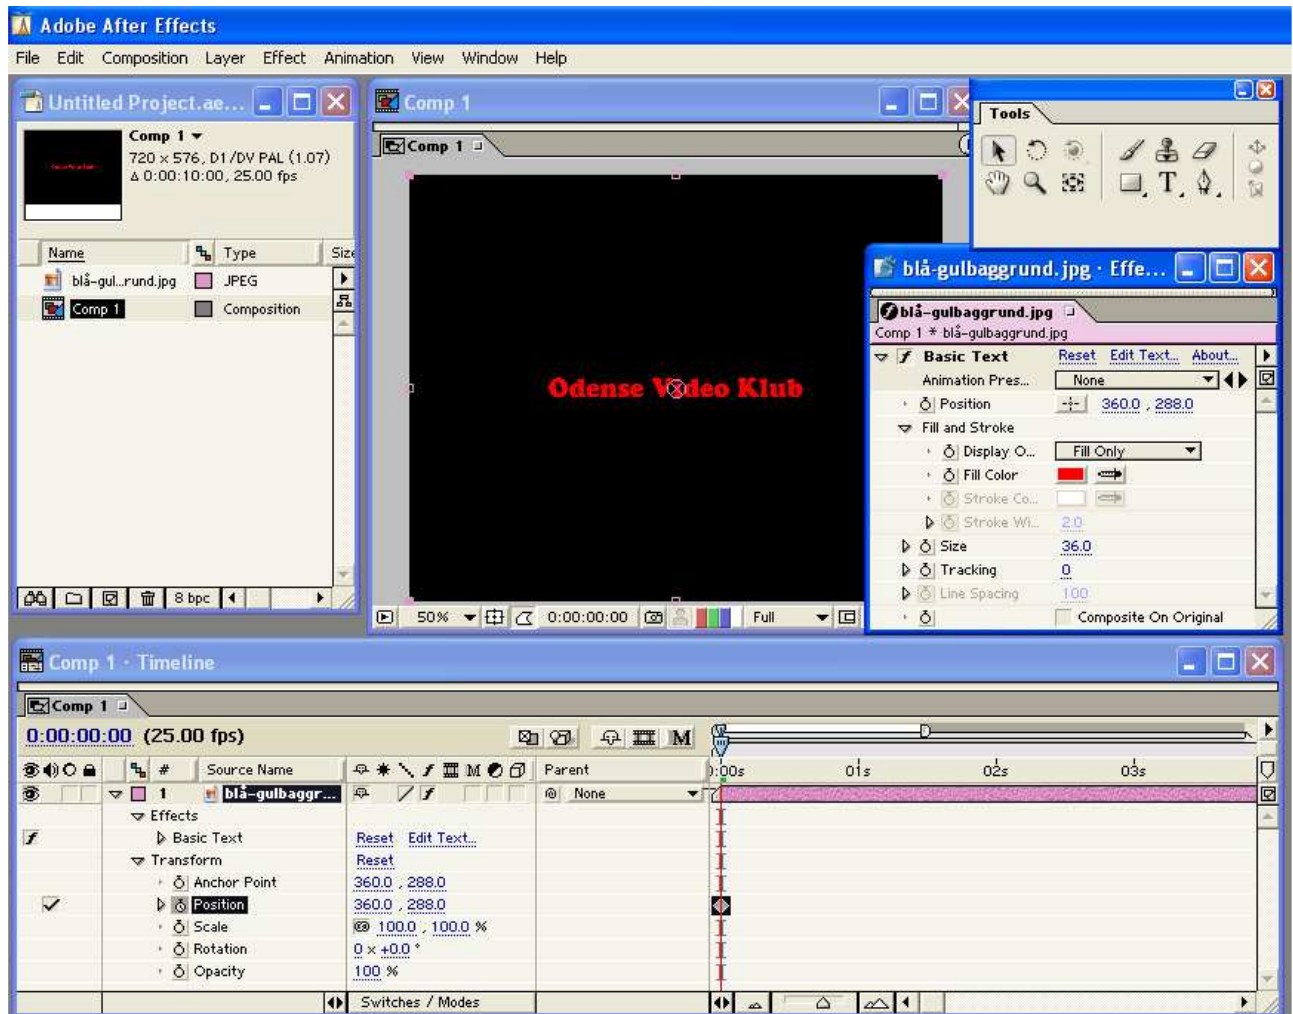 Adobe After Effects
File Edit Composition Layer Effect Animation View Window Help
Untitled Project.ae...
Comp 1
720 x 576, D1/DV PAL (1.07)
Δ 0:00:10:00, 25.00 fps
Name Type Size
blå-gul...rund.jpg JPEG
Comp 1 Composition
8 bpc
Comp 1
Comp 1
Odense Video Klub
50% 0:00:00:00 Full
Tools
T
blå-gulbaggrund.jpg · Effe...
blå-gulbaggrund.jpg
Comp 1 * blå-gulbaggrund.jpg
Basic Text Reset Edit Text... About...
Animation Pres... None
Position 360.0 , 288.0
Fill and Stroke
Display O... Fill Only
Fill Color
Stroke Co...
Stroke Wi... 2.0
Size 36.0
Tracking 0
Line Spacing 100
Composite On Original
Comp 1 · Timeline
Comp 1
0:00:00:00 (25.00 fps) M
# Source Name M Parent
):00s 01s 02s 03s
1 blå-gulbaggr... None
Effects
Basic Text Reset Edit Text...
Transform Reset
Anchor Point 360.0 , 288.0
Position 360.0 , 288.0
Scale 100.0 , 100.0 %
Rotation 0 x +0.0 °
Opacity 100 %
Switches / Modes